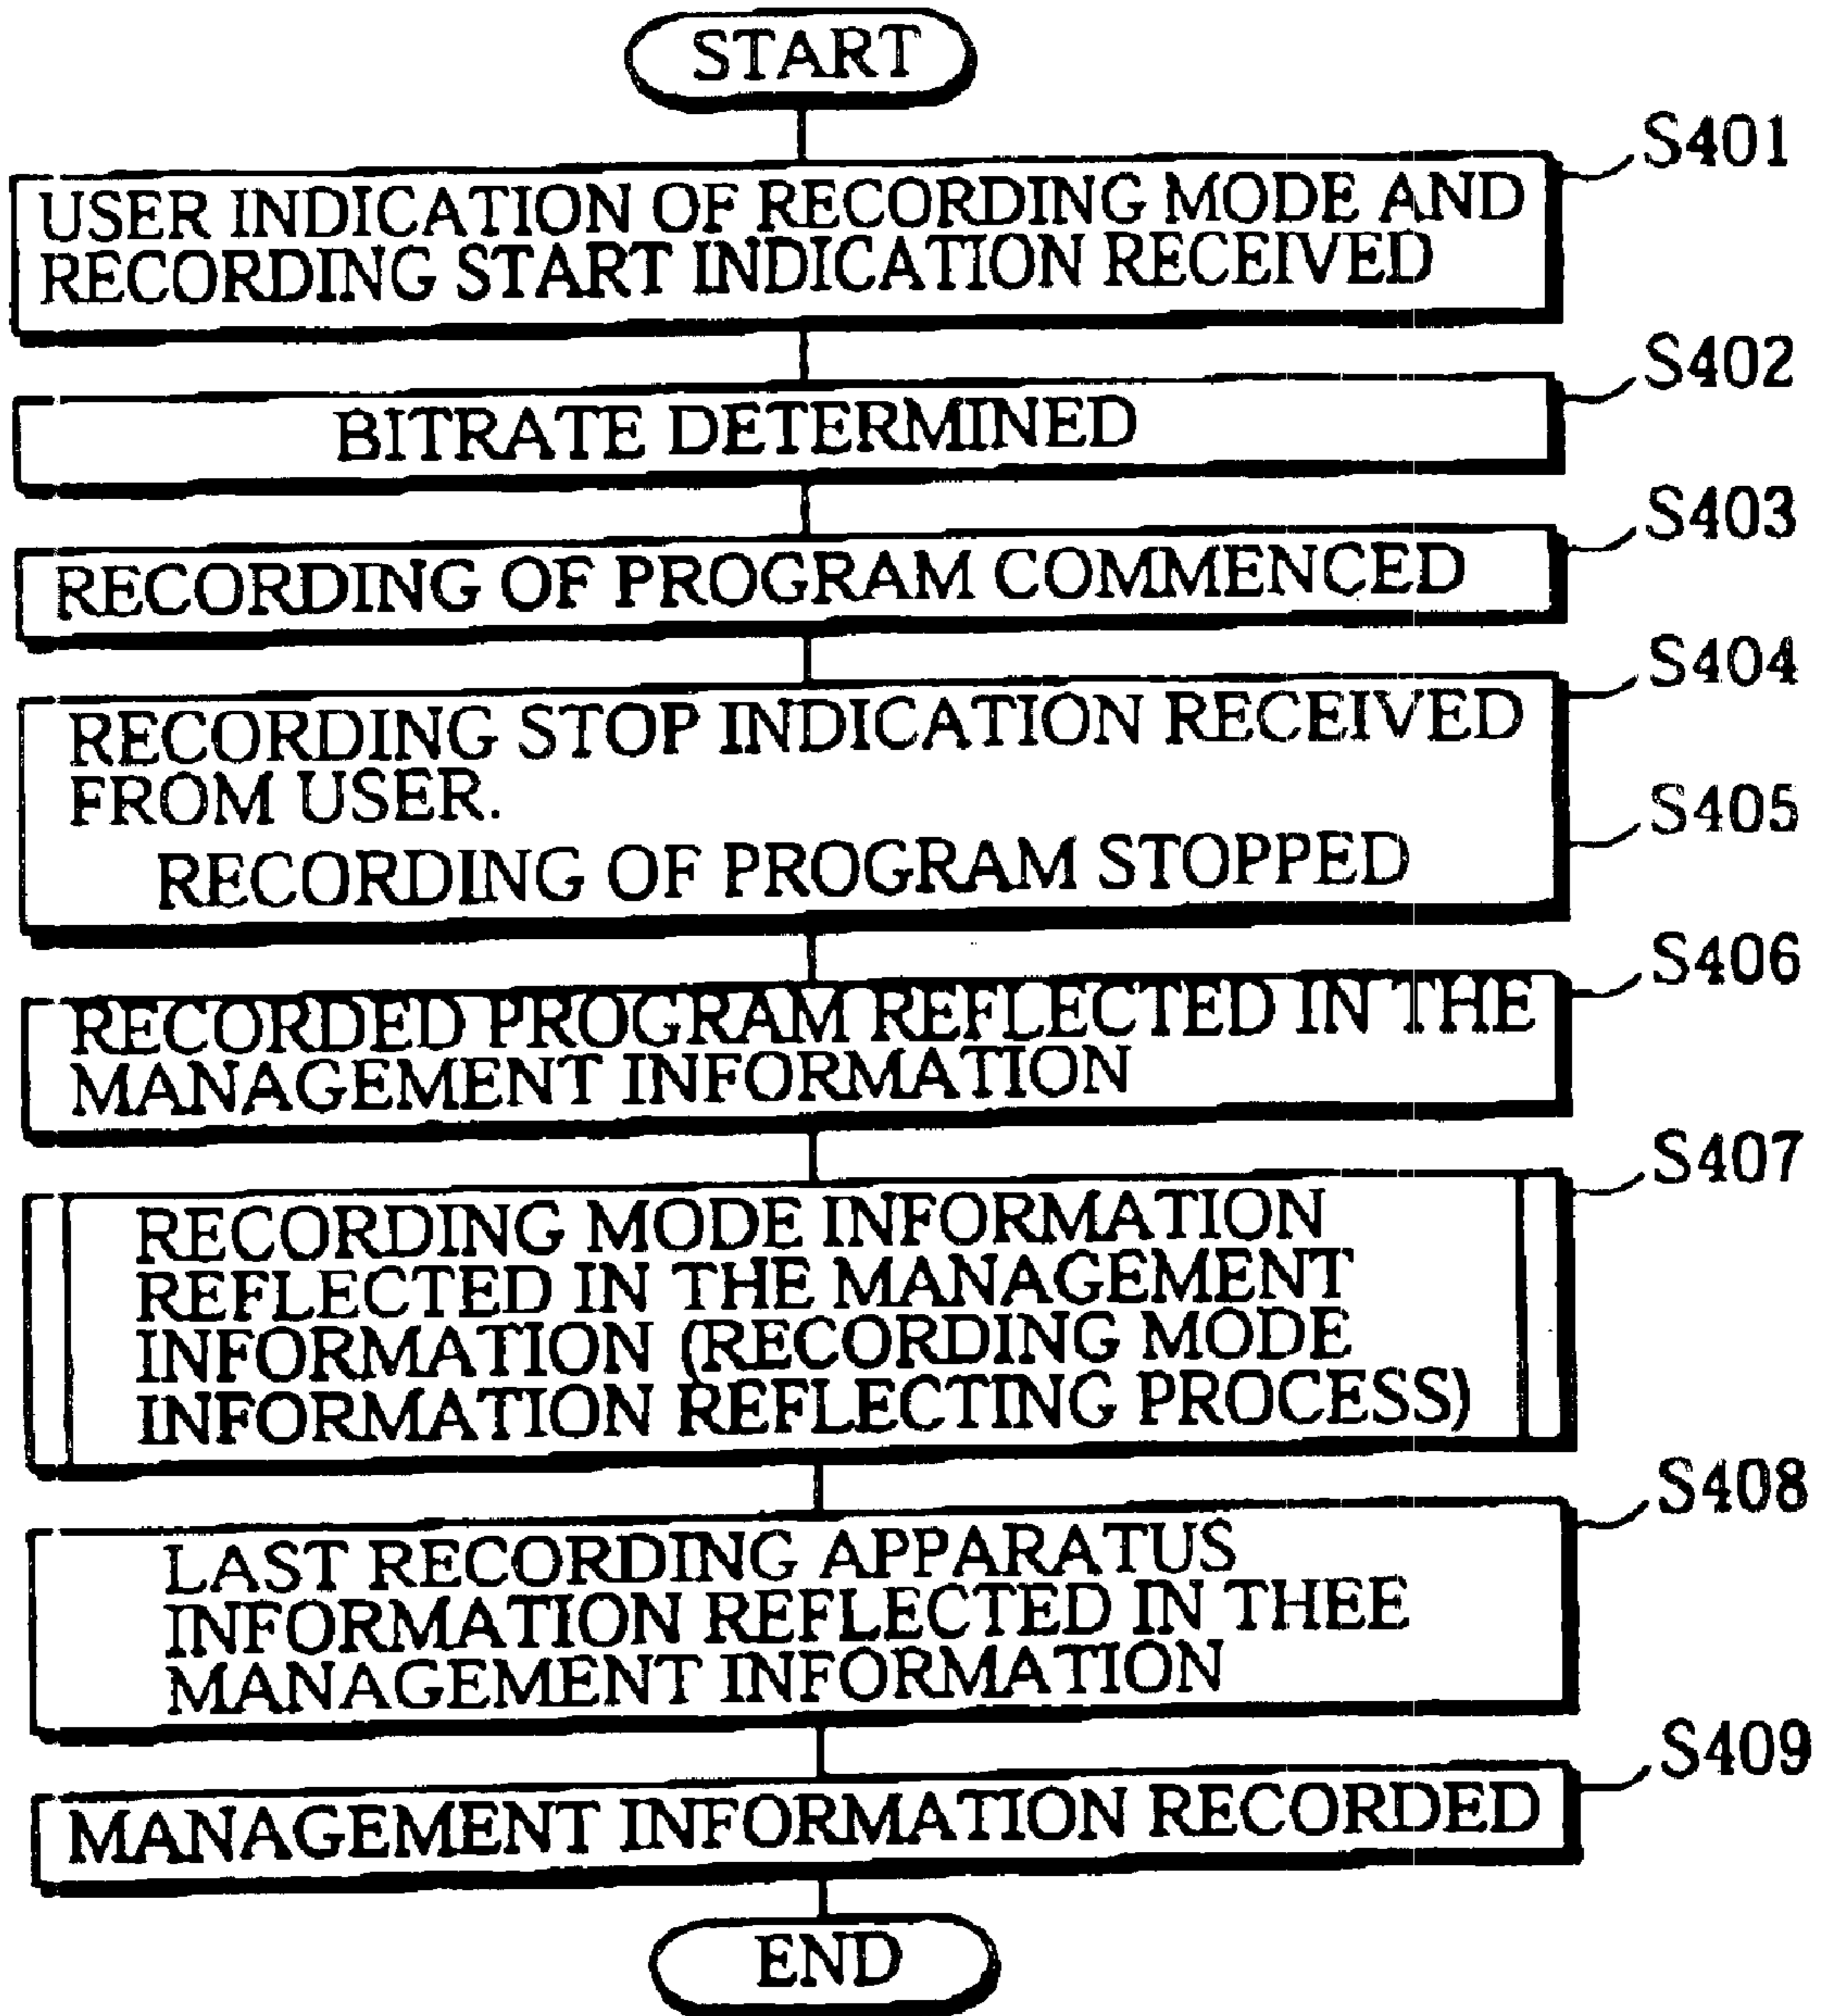 START
S401
USER INDICATION OF RECORDING MODE AND
RECORDING START INDICATION RECEIVED
S402
BITRATE DETERMINED
S403
RECORDING OF PROGRAM COMMENCED
S404
RECORDING STOP INDICATION RECEIVED
FROM USER.
S405
RECORDING OF PROGRAM STOPPED
S406
RECORDED PROGRAM REFLECTED IN THE
MANAGEMENT INFORMATION
S407
RECORDING MODE INFORMATION
REFLECTED IN THE MANAGEMENT
INFORMATION (RECORDING MODE
INFORMATION REFLECTING PROCESS)
S408
LAST RECORDING APPARATUS
INFORMATION REFLECTED IN THEE
MANAGEMENT INFORMATION
S409
MANAGEMENT INFORMATION RECORDED
END